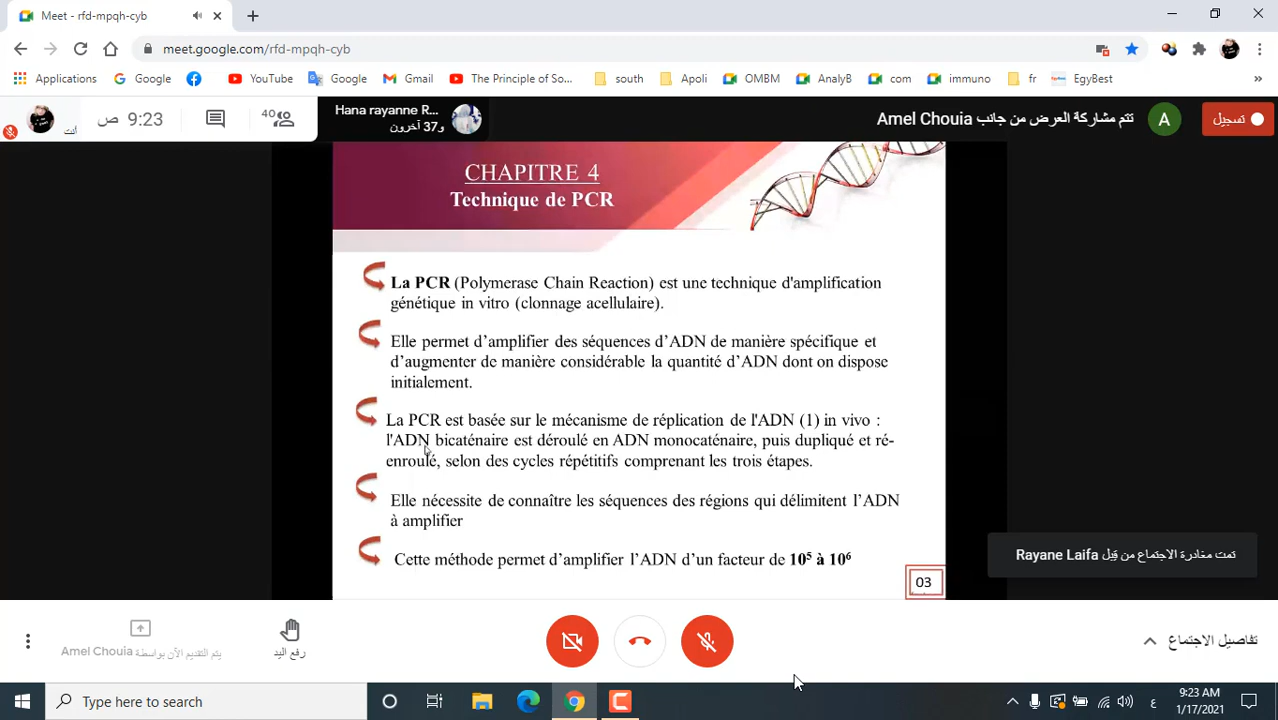 Meet - rfd-mpqh-cyb
meet.google.com/rfd-mpqh-cyb
Applications
Google
YouTube
Google
Gmail
The Principle of So...
south
Apoli
OMBM
AnalyB
com
immuno
fr
EgyBest
»
9:23 ص
أنت
40
Hana rayanne R...
و37 آخرون
تتم مشاركة العرض من جانب Amel Chouia
A
تسجيل
CHAPITRE 4
Technique de PCR
La PCR (Polymerase Chain Reaction) est une technique d'amplification
génétique in vitro (clonnage acellulaire).
Elle permet d’amplifier des séquences d’ADN de manière spécifique et
d’augmenter de manière considérable la quantité d’ADN dont on dispose
initialement.
La PCR est basée sur le mécanisme de réplication de l'ADN (1) in vivo :
l'ADN bicaténaire est déroulé en ADN monocaténaire, puis dupliqué et ré-
enroulé, selon des cycles répétitifs comprenant les trois étapes.
Elle nécessite de connaître les séquences des régions qui délimitent l’ADN
à amplifier
Cette méthode permet d’amplifier l’ADN d’un facteur de 10⁵ à 10⁶
03
تمت مغادرة الاجتماع من قِبل Rayane Laifa
يتم التقديم الآن بواسطة Amel Chouia
رفع اليد
تفاصيل الاجتماع
Type here to search
ع
9:23 AM
1/17/2021